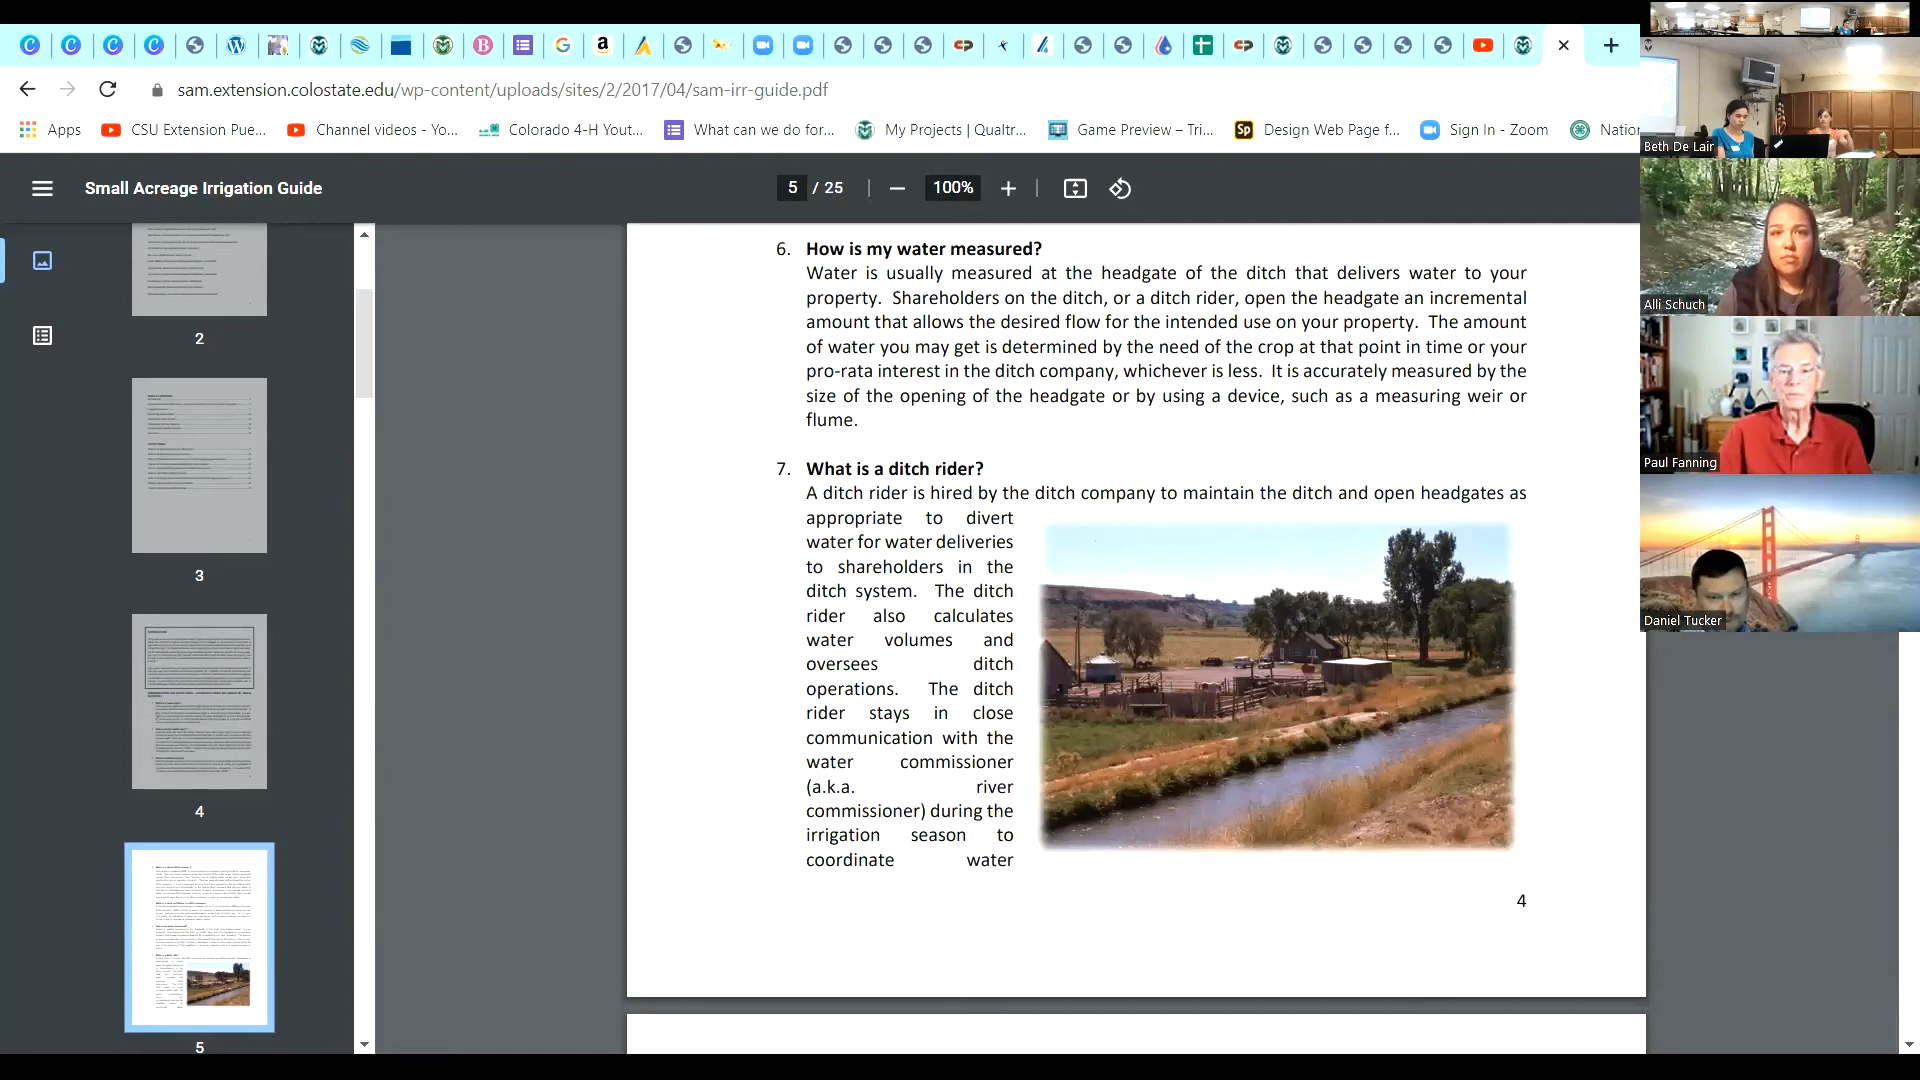 sam.extension.colostate.edu/wp-content/uploads/sites/2/2017/04/sam-irr-guide.pdf
Apps
CSU Extension Pue...
Channel videos - Yo...
Colorado 4-H Yout...
What can we do for...
My Projects | Qualtr...
Game Preview – Tri...
Sp
Design Web Page f...
Sign In - Zoom
Natio
Small Acreage Irrigation Guide
5 / 25
100%
2
3
4
5
6. How is my water measured?
Water is usually measured at the headgate of the ditch that delivers water to your
property. Shareholders on the ditch, or a ditch rider, open the headgate an incremental
amount that allows the desired flow for the intended use on your property. The amount
of water you may get is determined by the need of the crop at that point in time or your
pro-rata interest in the ditch company, whichever is less. It is accurately measured by the
size of the opening of the headgate or by using a device, such as a measuring weir or
flume.
7. What is a ditch rider?
A ditch rider is hired by the ditch company to maintain the ditch and open headgates as
appropriate to divert
water for water deliveries
to shareholders in the
ditch system. The ditch
rider also calculates
water volumes and
oversees ditch
operations. The ditch
rider stays in close
communication with the
water commissioner
(a.k.a. river
commissioner) during the
irrigation season to
coordinate water
4
Beth De Lair
Alli Schuch
Paul Fanning
Daniel Tucker